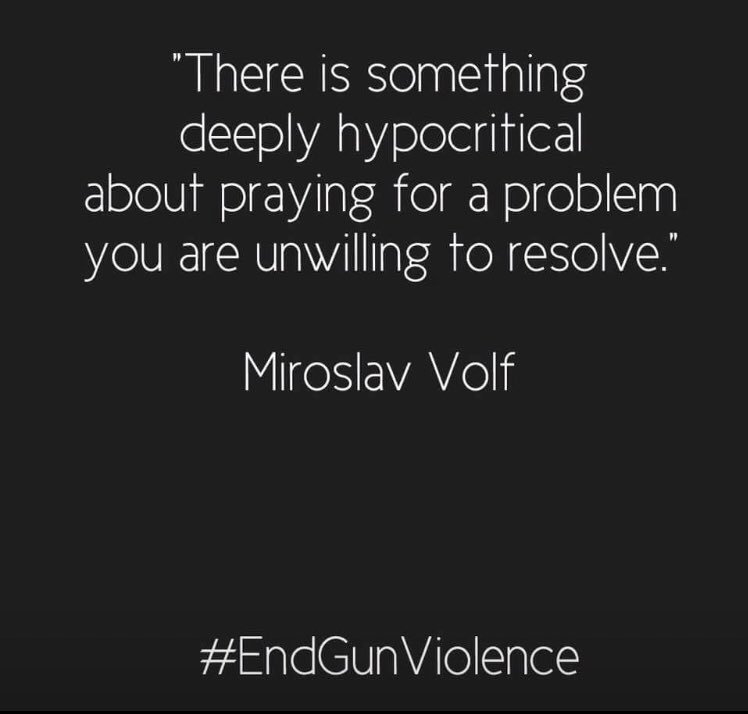 "There is something
deeply hypocritical
about praying for a problem
you are unwilling to resolve."
Miroslav Volf
#EndGunViolence